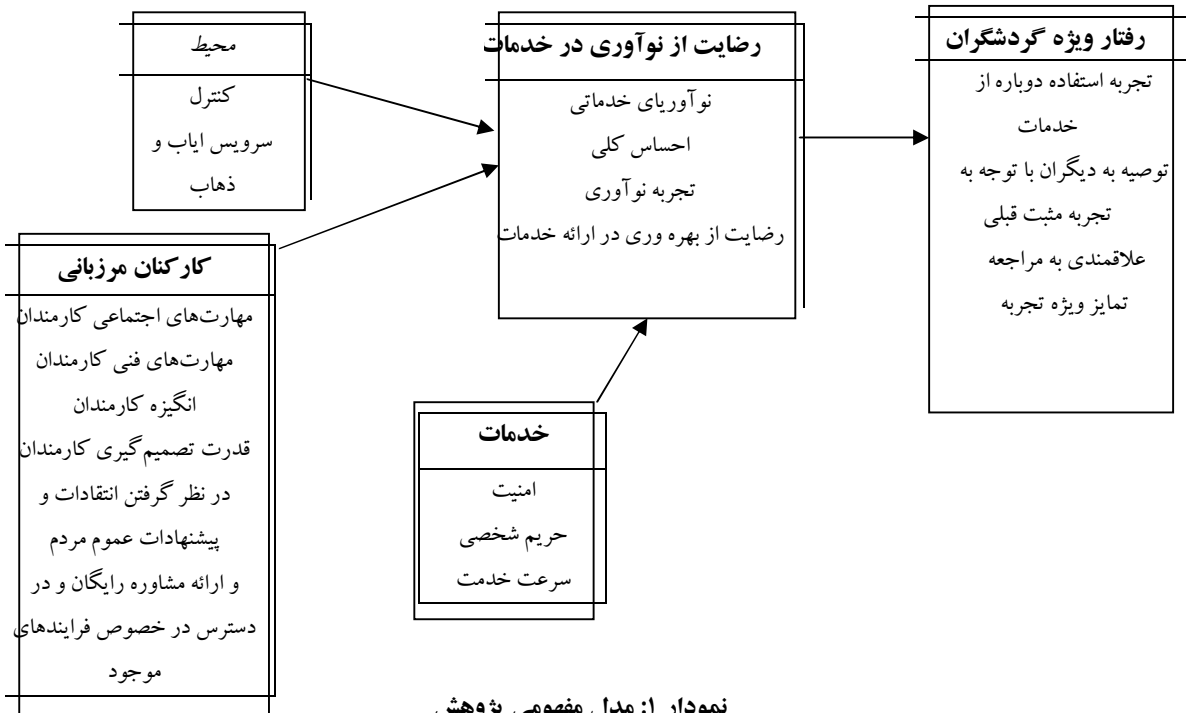 رفتار ویژه گردشگران
تجربه استفاده دوباره از
خدمات
توصیه به دیگران با توجه به
تجربه مثبت قبلی
علاقمندی به مراجعه
تمایز ویژه تجربه
رضایت از نوآوری در خدمات
نوآوریای خدماتی
احساس کلی
تجربه نوآوری
رضایت از بهره وری در ارائه خدمات
محیط
کنترل
سرویس ایاب و
ذهاب
کارکنان مرزبانی
مهارت‌های اجتماعی کارمندان
مهارت‌های فنی کارمندان
انگیزه کارمندان
قدرت تصمیم‌گیری کارمندان
در نظر گرفتن انتقادات و
پیشنهادات عموم مردم
و ارائه مشاوره رایگان و در
دسترس در خصوص فرایندهای
موجود
خدمات
امنیت
حریم شخصی
سرعت خدمت
نمودار ۱: مدل مفهومی پژوهش